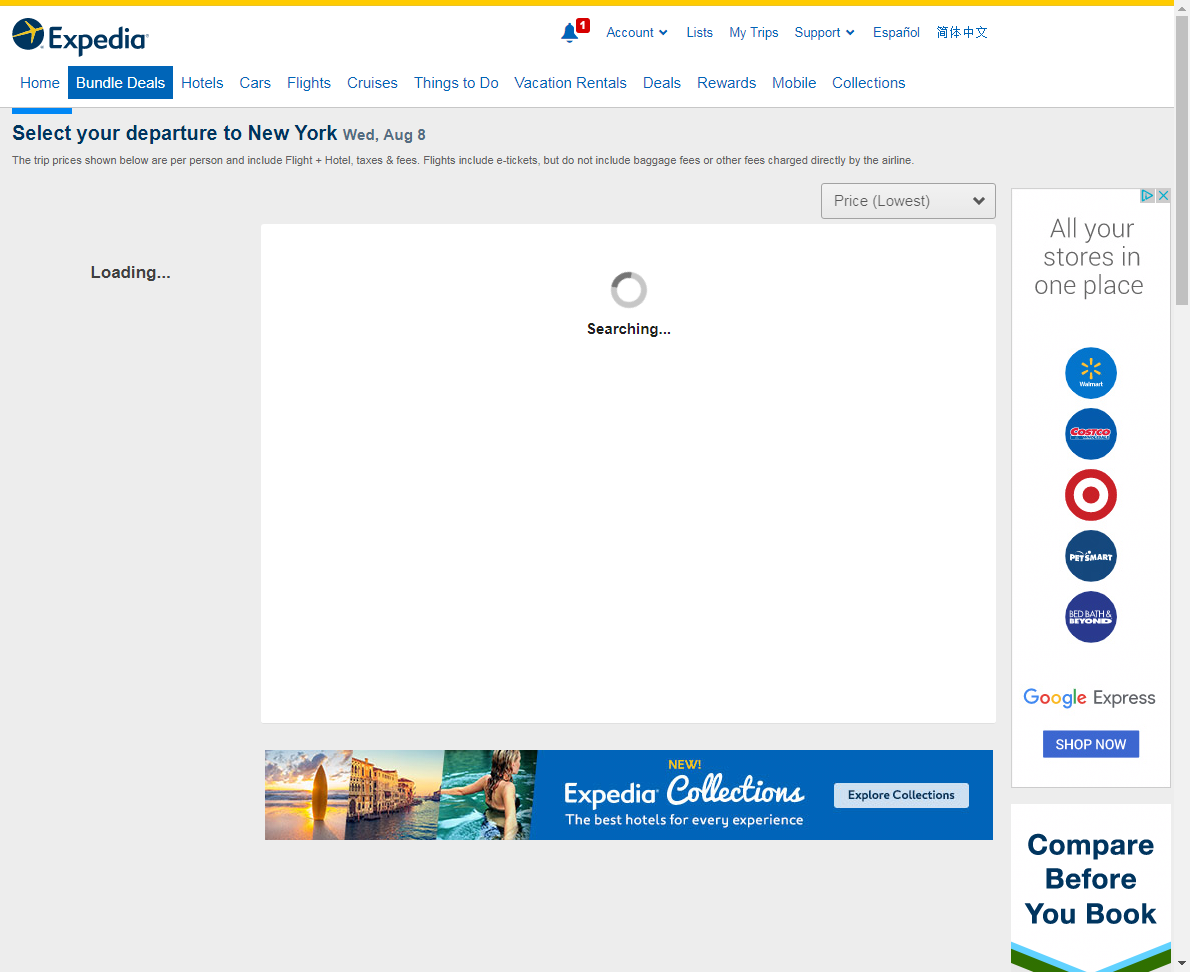 Expedia
1
Account
Lists
My Trips
Support
Español
简体中文
Home
Bundle Deals
Hotels
Cars
Flights
Cruises
Things to Do
Vacation Rentals
Deals
Rewards
Mobile
Collections
Select your departure to New York Wed, Aug 8
The trip prices shown below are per person and include Flight + Hotel, taxes & fees. Flights include e-tickets, but do not include baggage fees or other fees charged directly by the airline.
Price (Lowest)
Loading...
Searching...
All your
stores in
one place
Walmart
COSTCO
PETSMART
BED BATH &
BEYOND
Google Express
SHOP NOW
NEW!
Expedia Collections
The best hotels for every experience
Explore Collections
Compare
Before
You Book